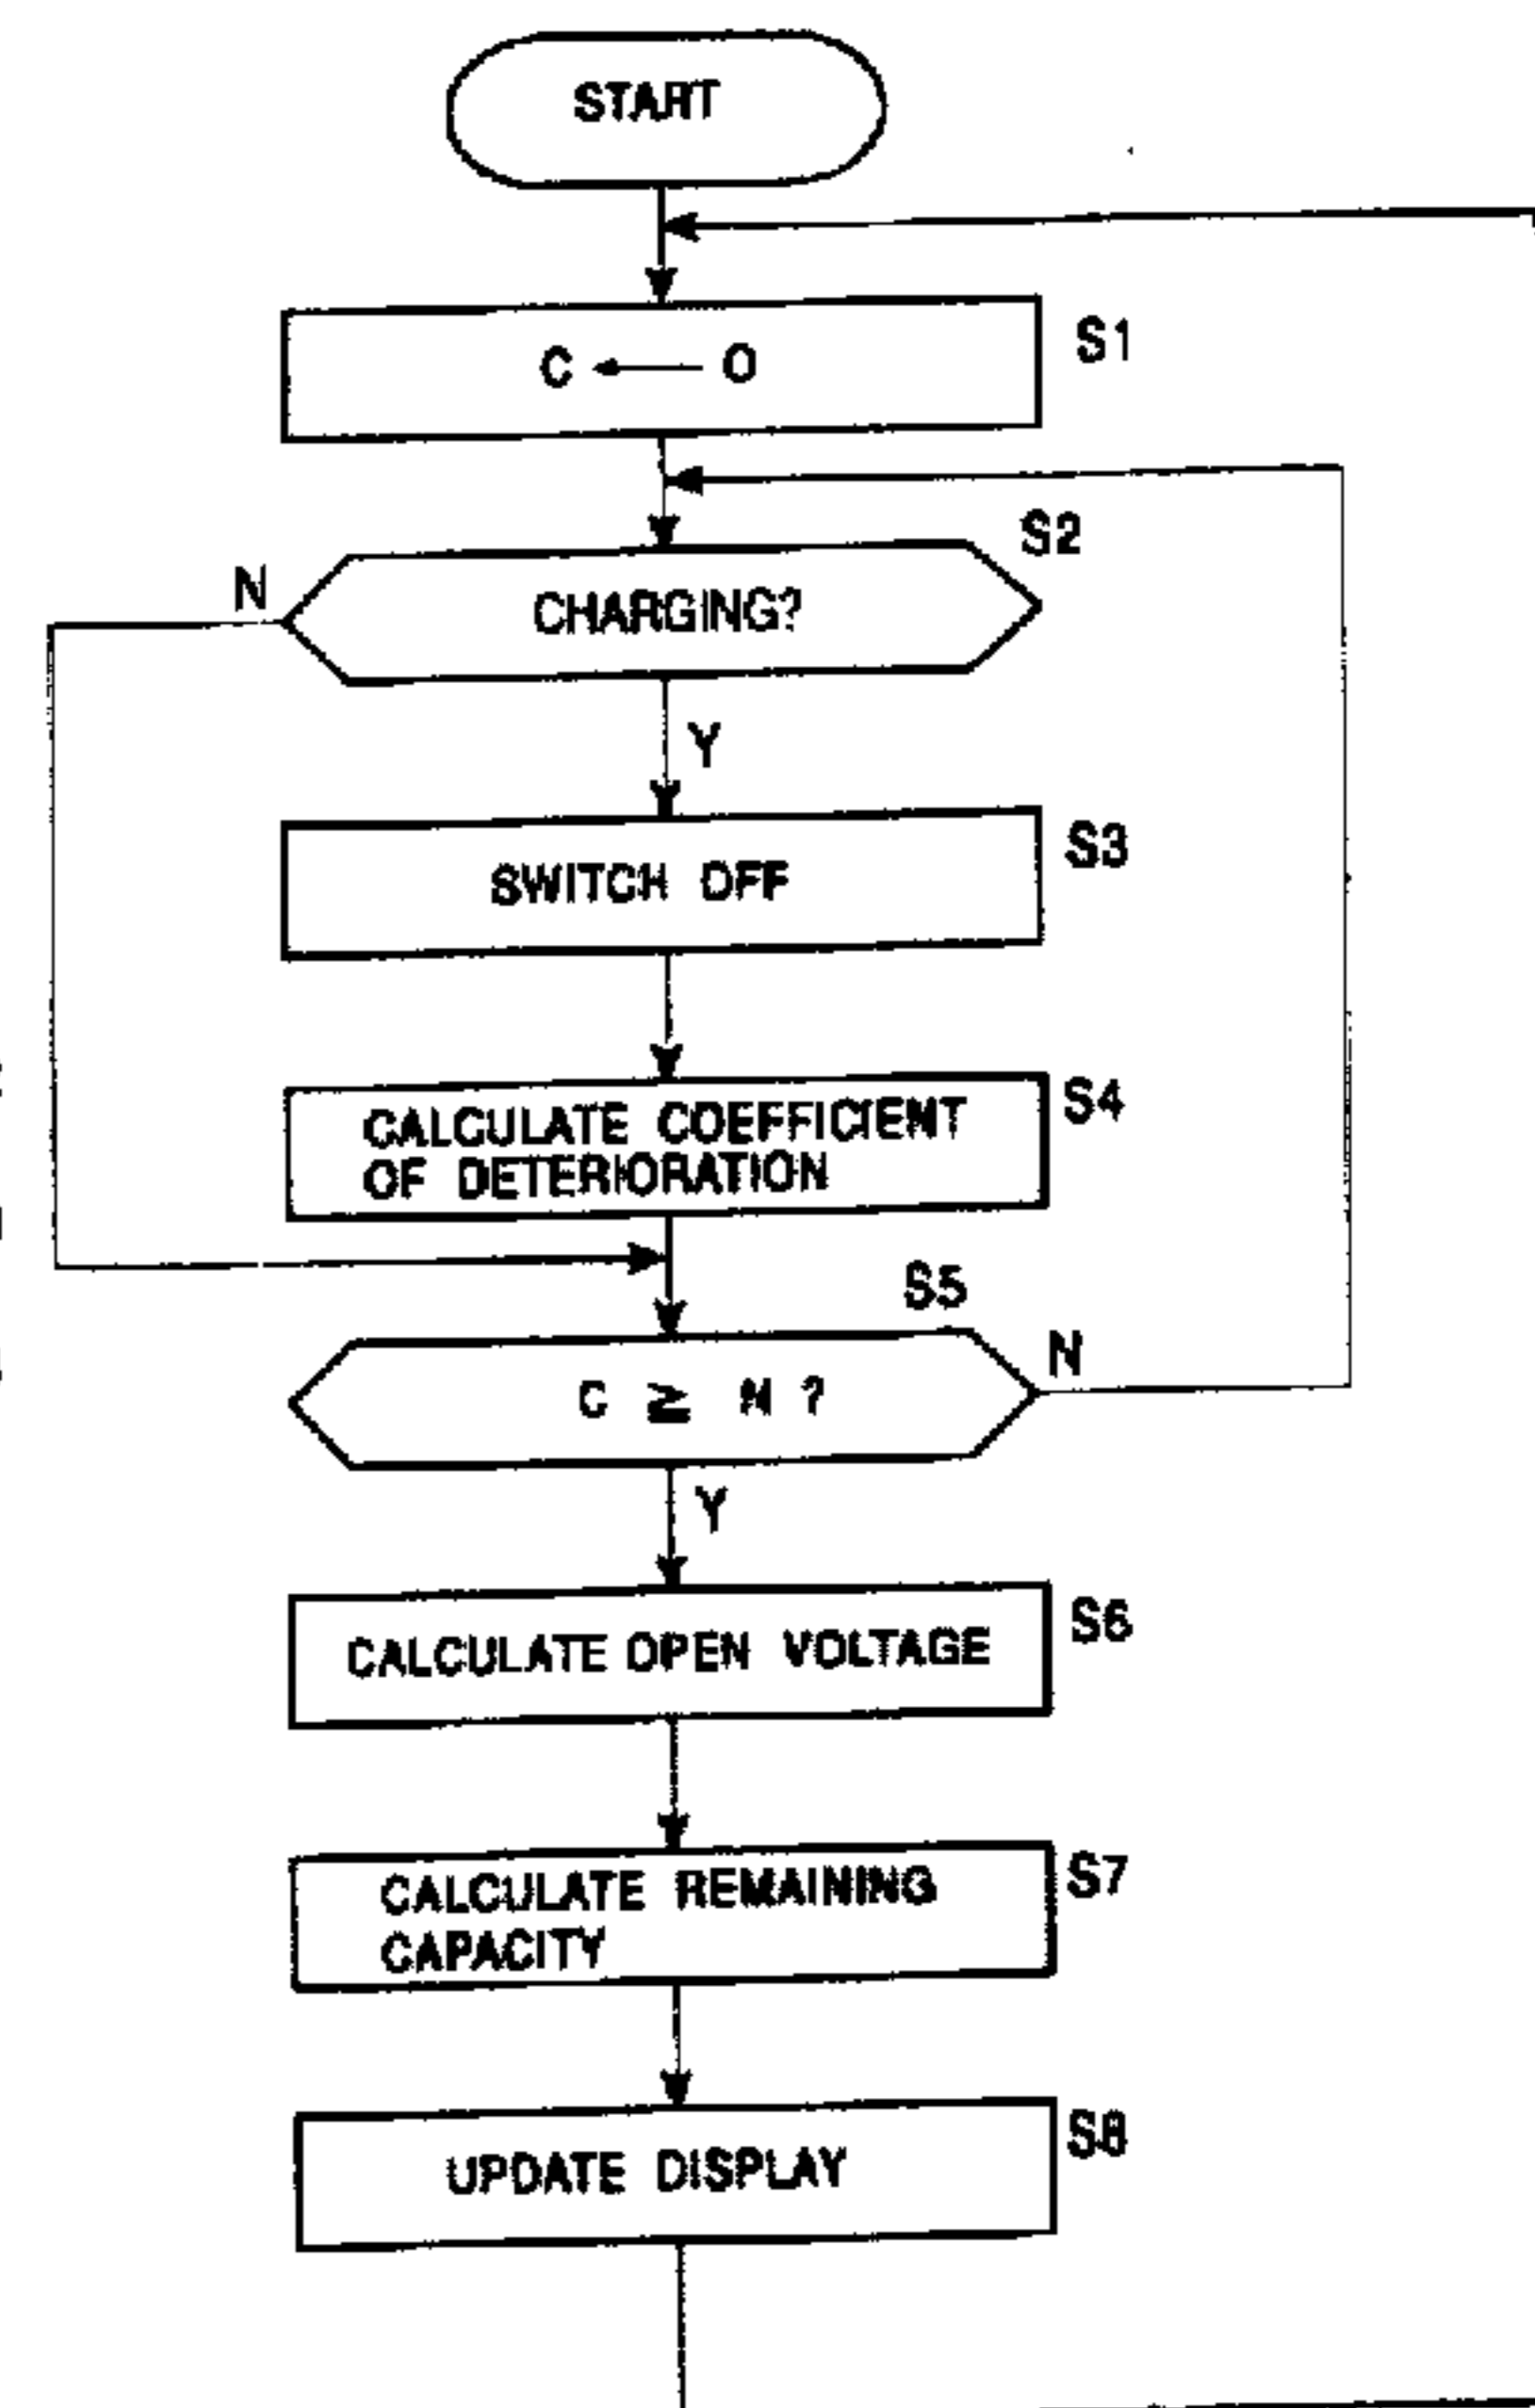 START
C ← O
S1
S2
N
CHARGING?
Y
S3
SWITCH OFF
S4
CALCULATE COEFFICIENT
OF DETERIORATION
S5
N
C ≧ M ?
Y
S6
CALCULATE OPEN VOLTAGE
S7
CALCULATE REMAINING
CAPACITY
S8
UPDATE DISPLAY